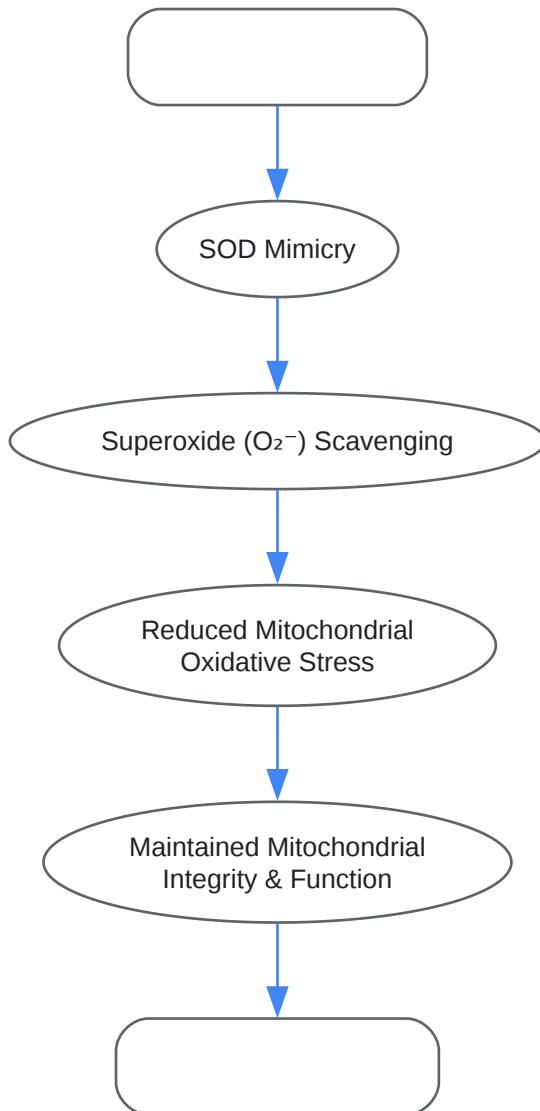 SOD Mimicry
Superoxide (O₂⁻) Scavenging
Reduced Mitochondrial
Oxidative Stress
Maintained Mitochondrial
Integrity & Function